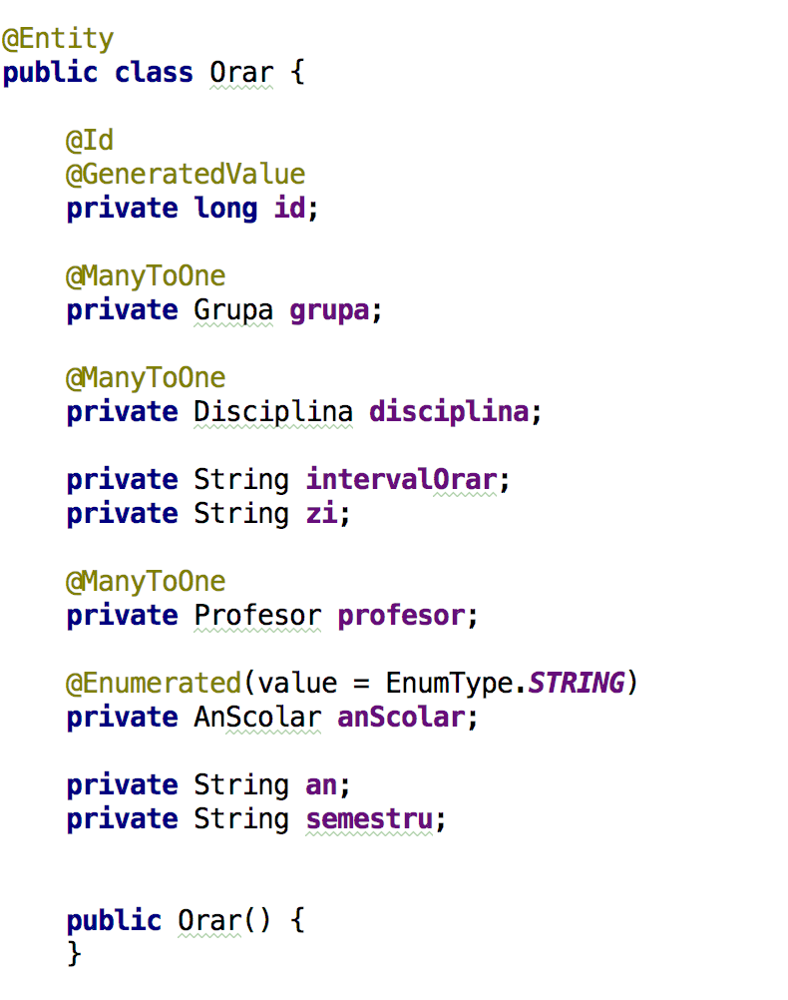 @Entity
public class Orar {
@Id
@GeneratedValue
private long id;
@ManyToOne
private Grupa grupa;
@ManyToOne
private Disciplina disciplina;
private String intervalOrar;
private String zi;
@ManyToOne
private Profesor profesor;
@Enumerated(value = EnumType.STRING)
private AnScolar anScolar;
private String an;
private String semestru;
public Orar() {
}